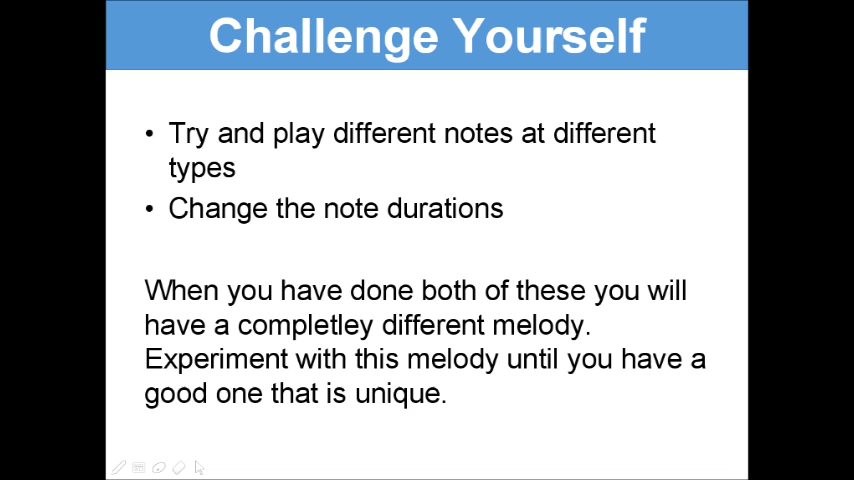 Challenge Yourself
• Try and play different notes at different
types
• Change the note durations
When you have done both of these you will
have a completley different melody.
Experiment with this melody until you have a
good one that is unique.